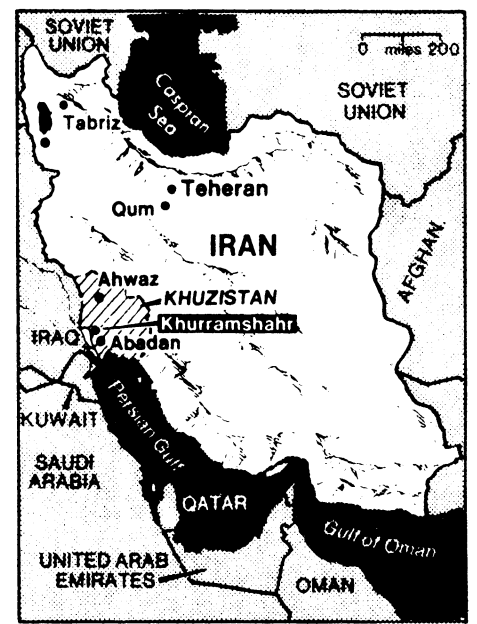 SOVIET
UNION
0 miles 200
SOVIET
UNION
Caspian
Sea
Tabriz
Teheran
Qum
IRAN
AFGHAN.
Ahwaz
KHUZISTAN
Khurramshahr
IRAQ
Abadan
KUWAIT
Persian Gulf
SAUDI
ARABIA
QATAR
Gulf of Oman
UNITED ARAB
EMIRATES
OMAN